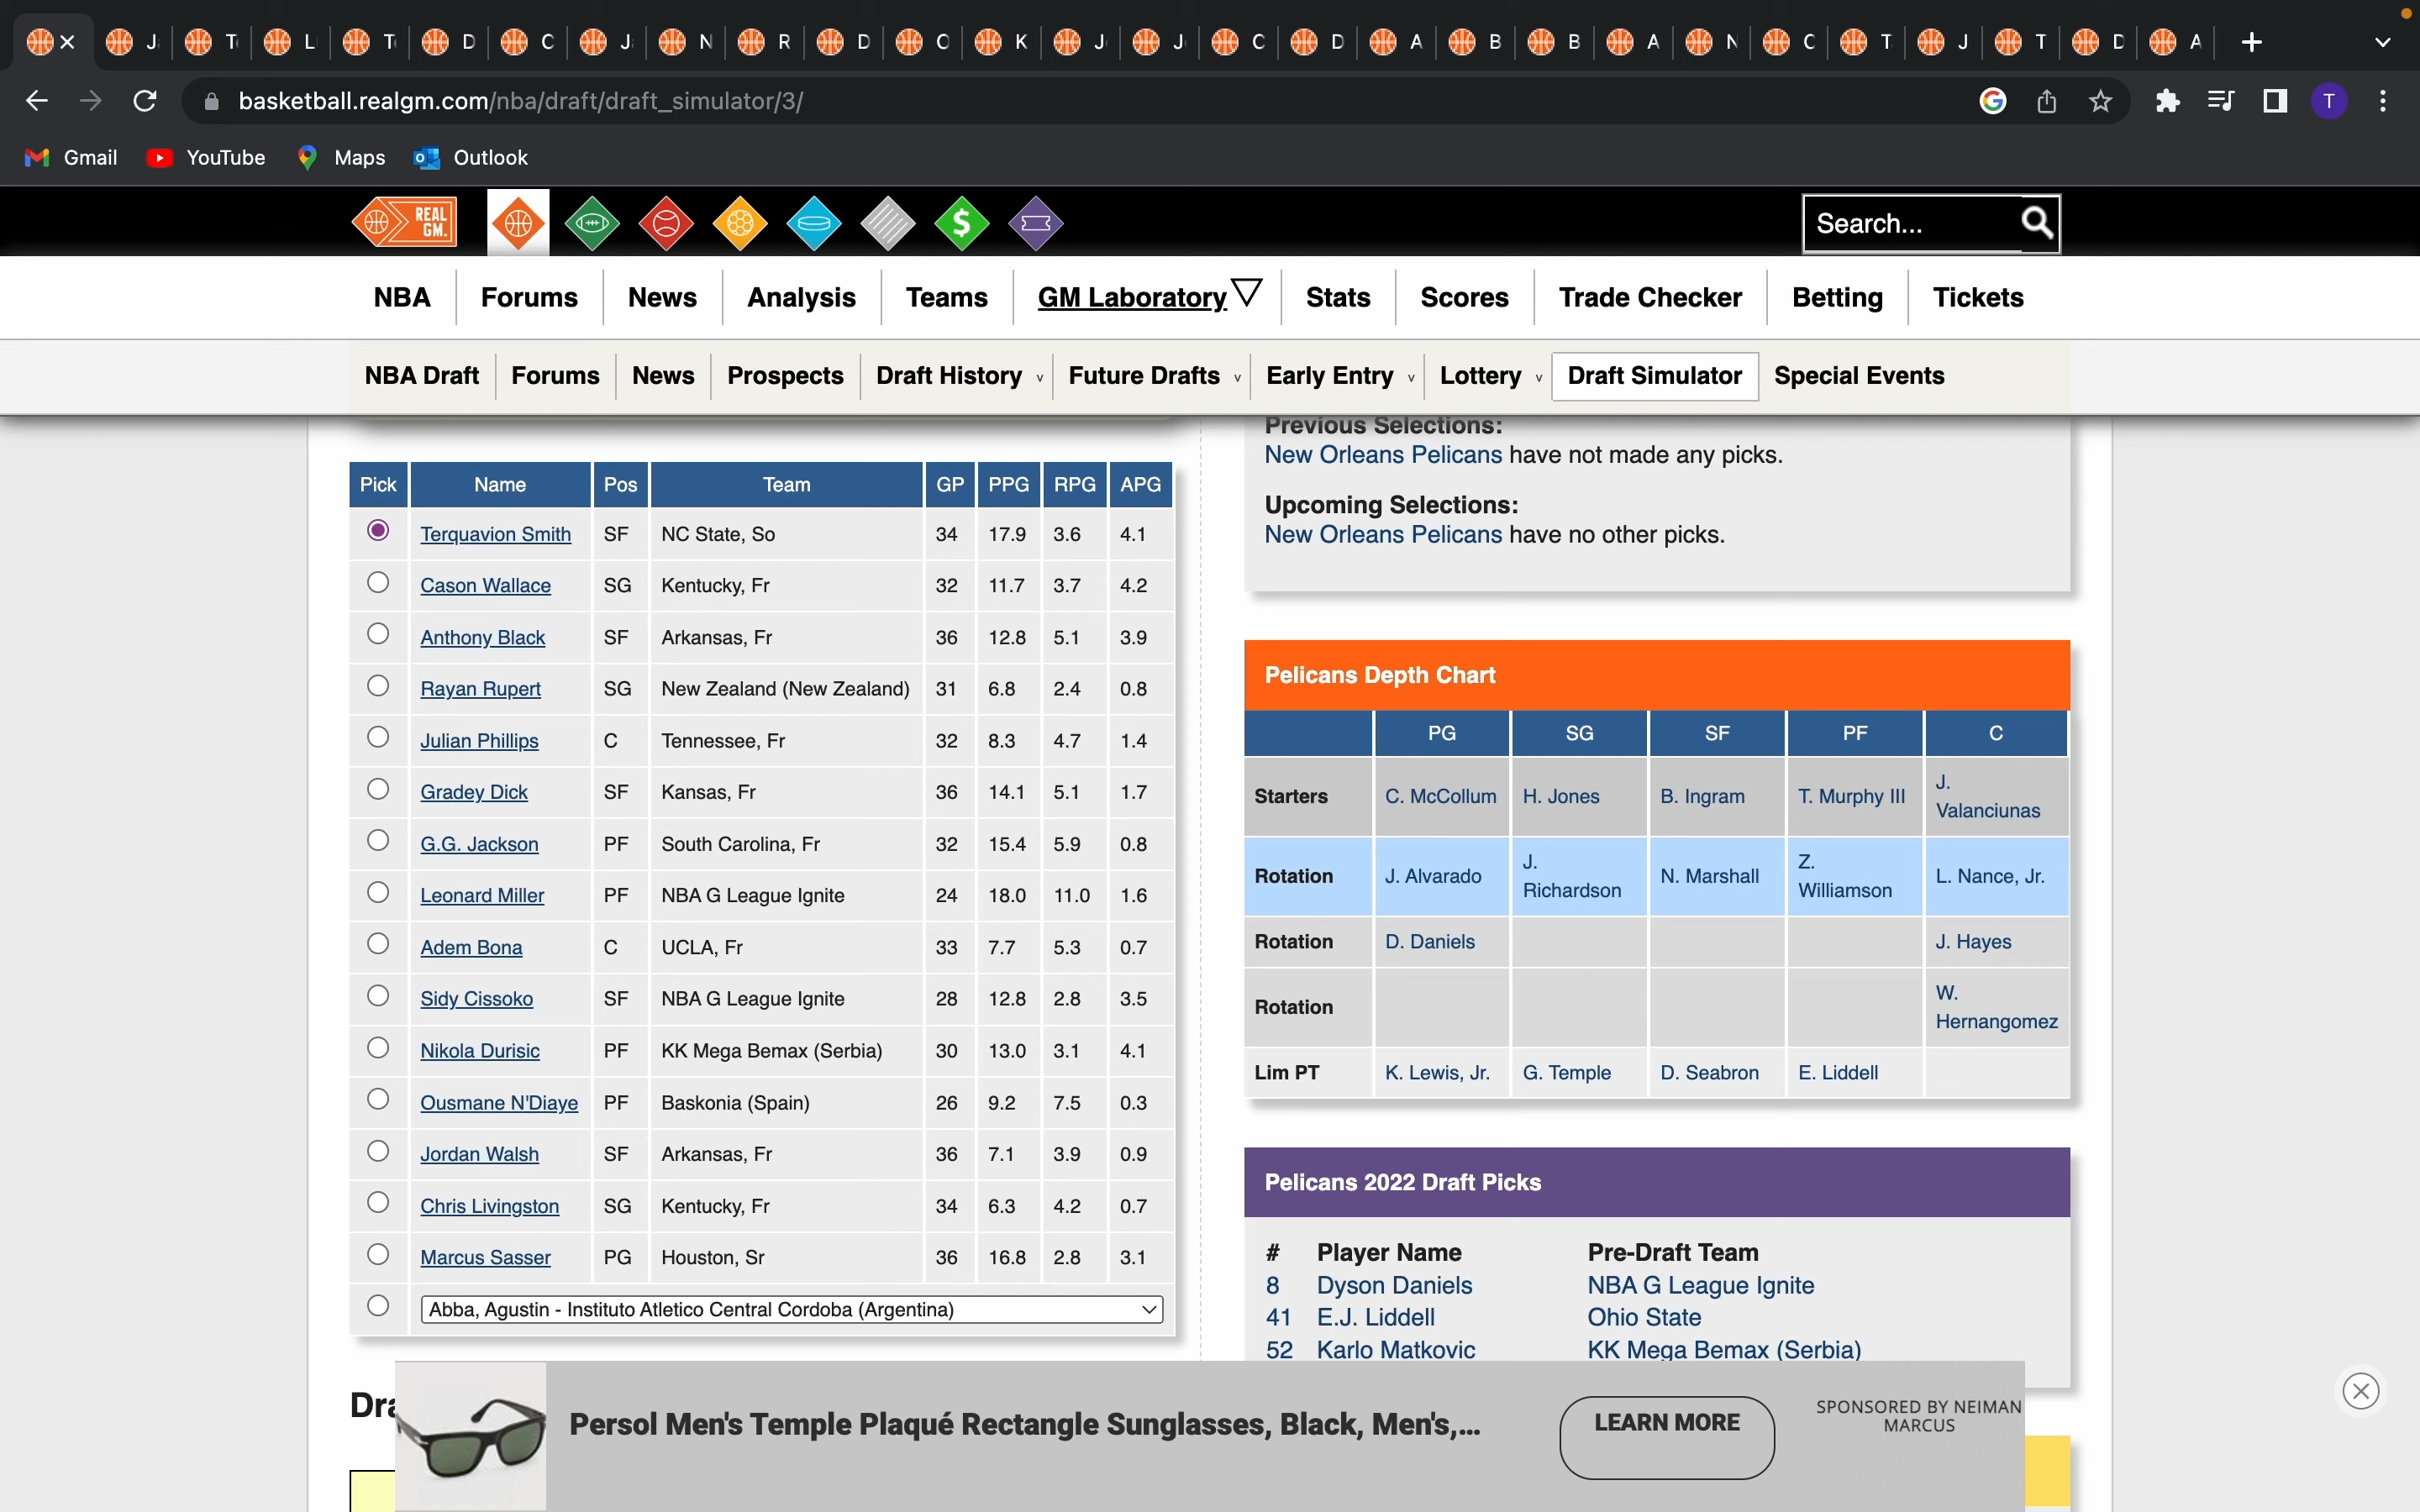 J T L T D C J N R D O K J J C D A B B A N C T J T D A
basketball.realgm.com/nba/draft/draft_simulator/3/
T
Gmail YouTube Maps Outlook
REAL GM.
Search...
NBA Forums News Analysis Teams GM Laboratory Stats Scores Trade Checker Betting Tickets
NBA Draft Forums News Prospects Draft History v Future Drafts v Early Entry v Lottery v Draft Simulator Special Events
Previous Selections:
New Orleans Pelicans have not made any picks.
Upcoming Selections:
New Orleans Pelicans have no other picks.
Pick Name Pos Team GP PPG RPG APG
Terquavion Smith SF NC State, So 34 17.9 3.6 4.1
Cason Wallace SG Kentucky, Fr 32 11.7 3.7 4.2
Anthony Black SF Arkansas, Fr 36 12.8 5.1 3.9
Rayan Rupert SG New Zealand (New Zealand) 31 6.8 2.4 0.8
Julian Phillips C Tennessee, Fr 32 8.3 4.7 1.4
Gradey Dick SF Kansas, Fr 36 14.1 5.1 1.7
G.G. Jackson PF South Carolina, Fr 32 15.4 5.9 0.8
Leonard Miller PF NBA G League Ignite 24 18.0 11.0 1.6
Adem Bona C UCLA, Fr 33 7.7 5.3 0.7
Sidy Cissoko SF NBA G League Ignite 28 12.8 2.8 3.5
Nikola Durisic PF KK Mega Bemax (Serbia) 30 13.0 3.1 4.1
Ousmane N'Diaye PF Baskonia (Spain) 26 9.2 7.5 0.3
Jordan Walsh SF Arkansas, Fr 36 7.1 3.9 0.9
Chris Livingston SG Kentucky, Fr 34 6.3 4.2 0.7
Marcus Sasser PG Houston, Sr 36 16.8 2.8 3.1
Abba, Agustin - Instituto Atletico Central Cordoba (Argentina)
Pelicans Depth Chart
PG SG SF PF C
Starters C. McCollum H. Jones B. Ingram T. Murphy III J. Valanciunas
Rotation J. Alvarado J. Richardson N. Marshall Z. Williamson L. Nance, Jr.
Rotation D. Daniels J. Hayes
Rotation W. Hernangomez
Lim PT K. Lewis, Jr. G. Temple D. Seabron E. Liddell
Pelicans 2022 Draft Picks
# Player Name Pre-Draft Team
8 Dyson Daniels NBA G League Ignite
41 E.J. Liddell Ohio State
52 Karlo Matkovic KK Mega Bemax (Serbia)
Persol Men's Temple Plaqué Rectangle Sunglasses, Black, Men's,...
LEARN MORE
SPONSORED BY NEIMAN
MARCUS